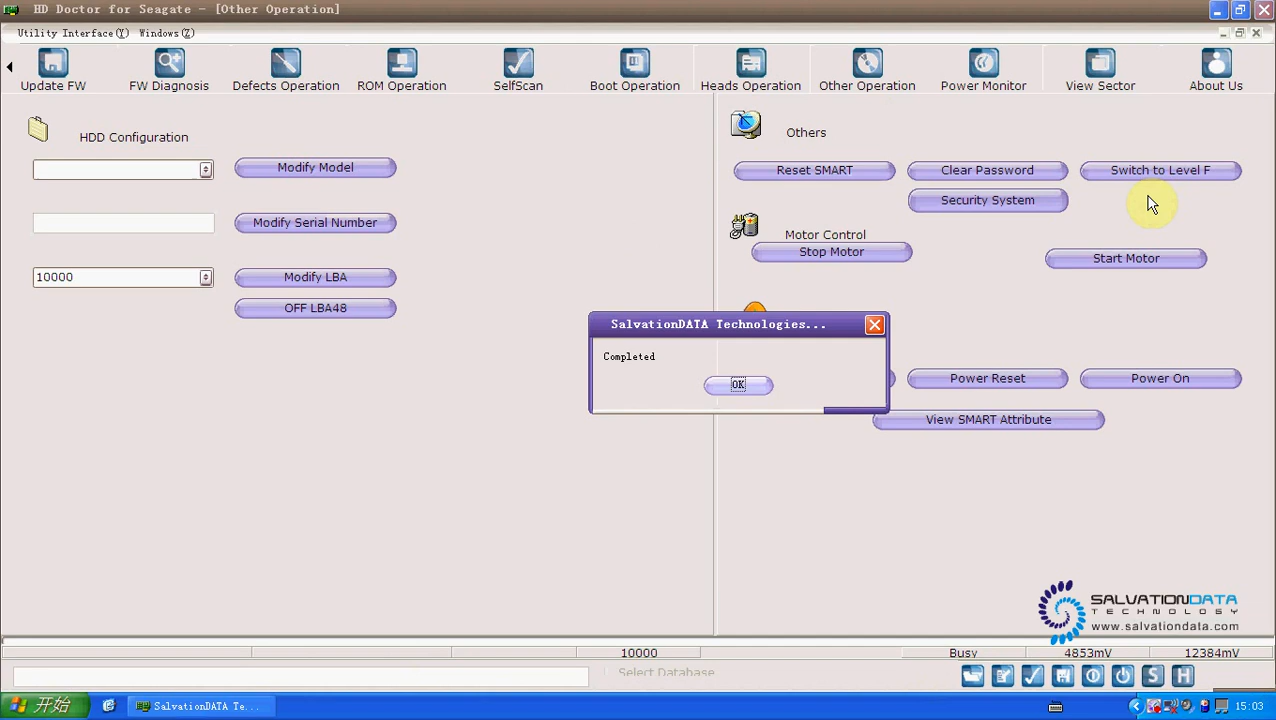 HD Doctor for Seagate - [Other Operation]
Utility Interface(Y) Windows(Z)
Update FW FW Diagnosis Defects Operation ROM Operation SelfScan Boot Operation Heads Operation Other Operation Power Monitor View Sector About Us
HDD Configuration
Modify Model
Modify Serial Number
10000 Modify LBA
OFF LBA48
Others
Reset SMART Clear Password Switch to Level F
Security System
Motor Control
Stop Motor Start Motor
SalvationDATA Technologies...
Completed
OK
Power Reset Power On
View SMART Attribute
SALVATIONDATA
TECHNOLOGY
www.salvationdata.com
10000 Busy 4853mV 12384mV
Select Database
S H
开始 SalvationDATA Te... 15:03